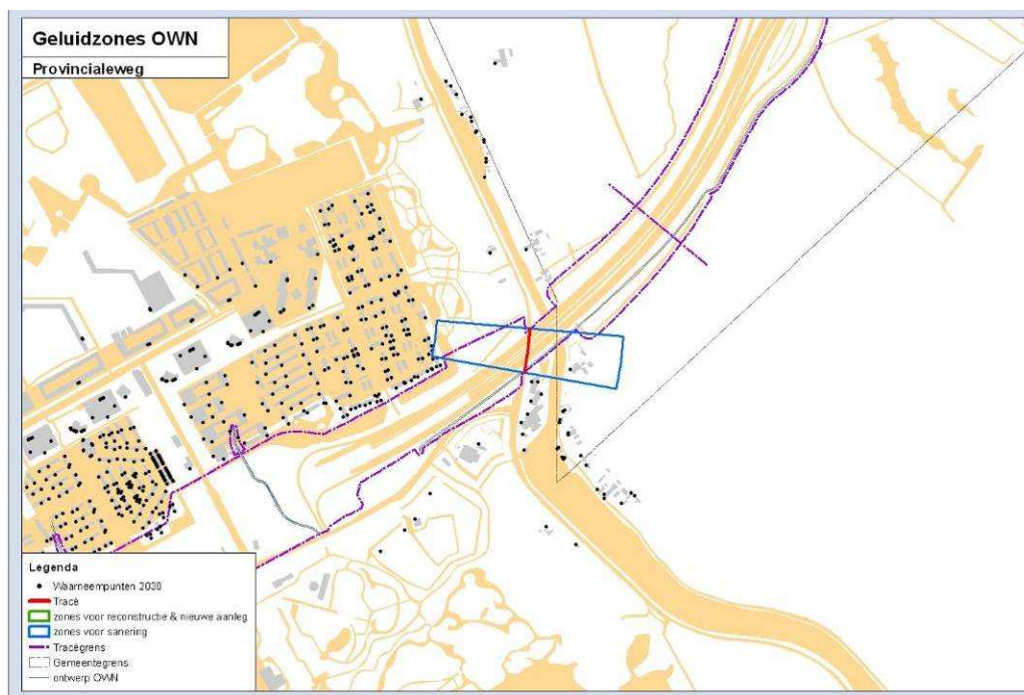 Geluidzones OWN
Provincialeweg
Legenda
Waarneempunten 2030
Tracé
zones voor reconstructie & nieuwe aanleg
zones voor sanering
Tracégrens
Gemeentegrens
ontwerp OWN